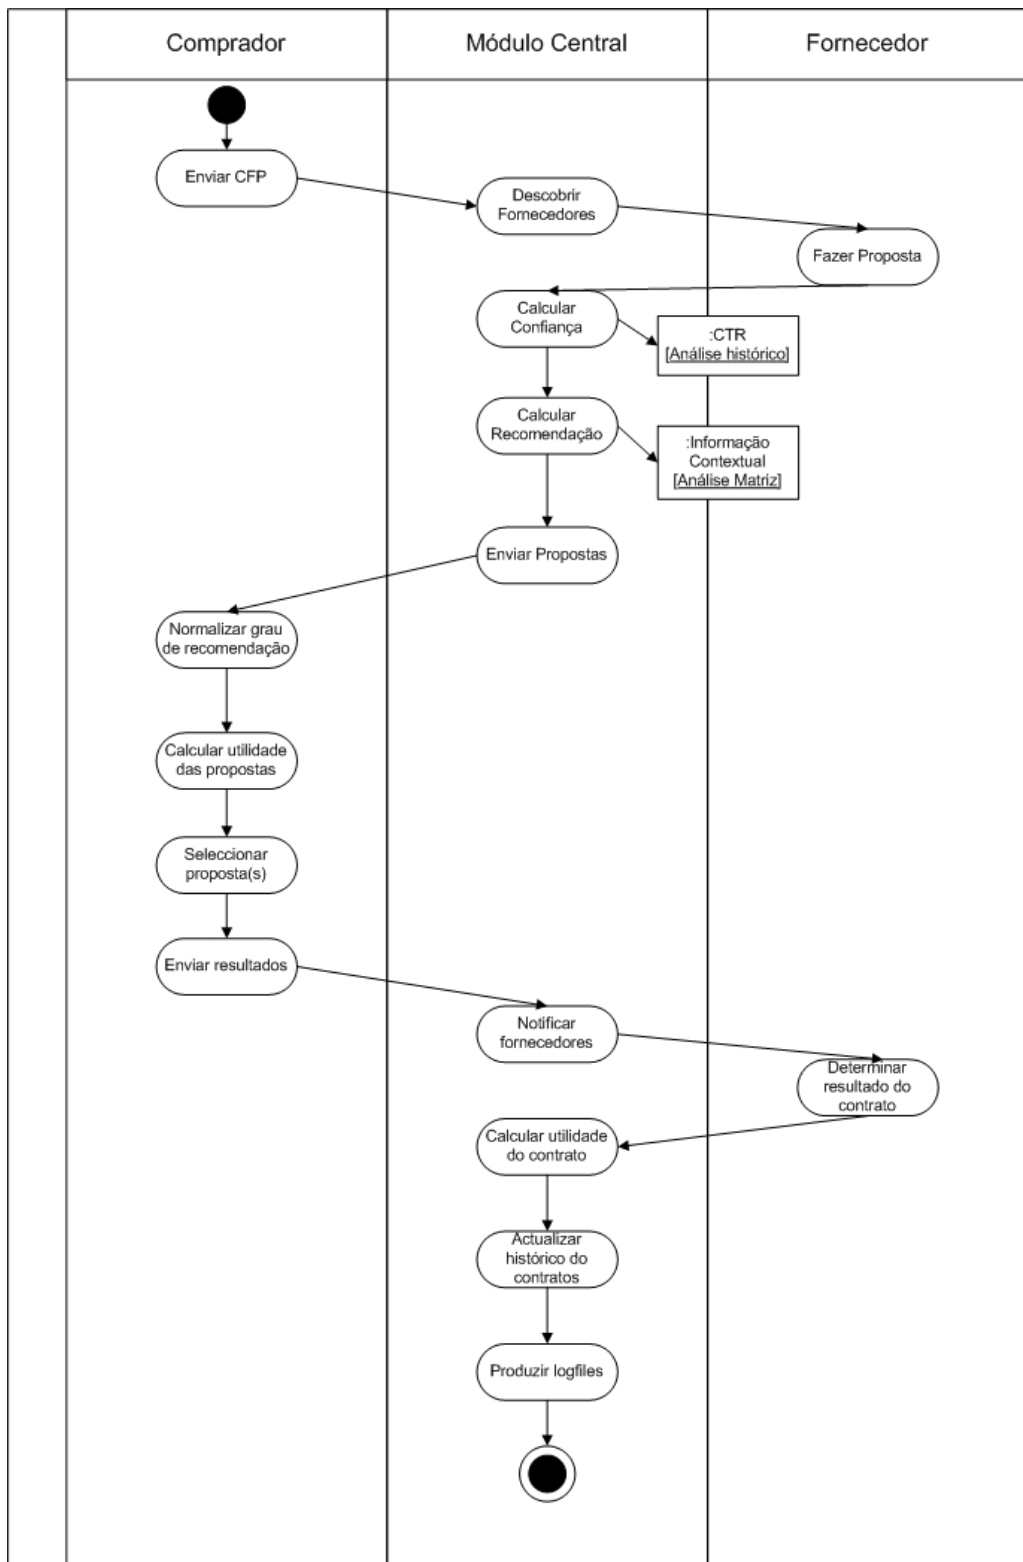 Comprador
Módulo Central
Fornecedor
Enviar CFP
Descobrir
Fornecedores
Fazer Proposta
Calcular
Confiança
:CTR
[Análise histórico]
Calcular
Recomendação
:Informação
Contextual
[Análise Matriz]
Enviar Propostas
Normalizar grau
de recomendação
Calcular utilidade
das propostas
Seleccionar
proposta(s)
Enviar resultados
Notificar
fornecedores
Determinar
resultado do
contrato
Calcular utilidade
do contrato
Actualizar
histórico do
contratos
Produzir logfiles